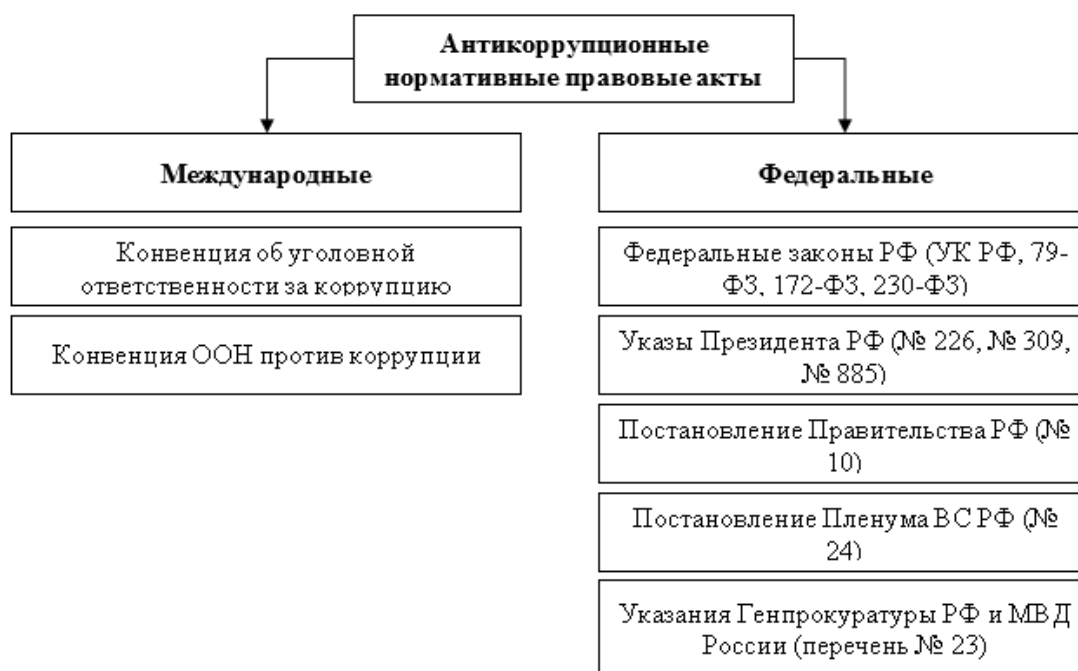 Антикоррупционные
нормативные правовые акты
Международные
Конвенция об уголовной
ответственности за коррупцию
Конвенция ООН против коррупции
Федеральные
Федеральные законы РФ (УК РФ, 79-
ФЗ, 172-ФЗ, 230-ФЗ)
Указы Президента РФ (№ 226, № 309,
№ 885)
Постановление Правительства РФ (№
10)
Постановление Пленума ВС РФ (№
24)
Указания Генпрокуратуры РФ и МВД
России (перечень № 23)